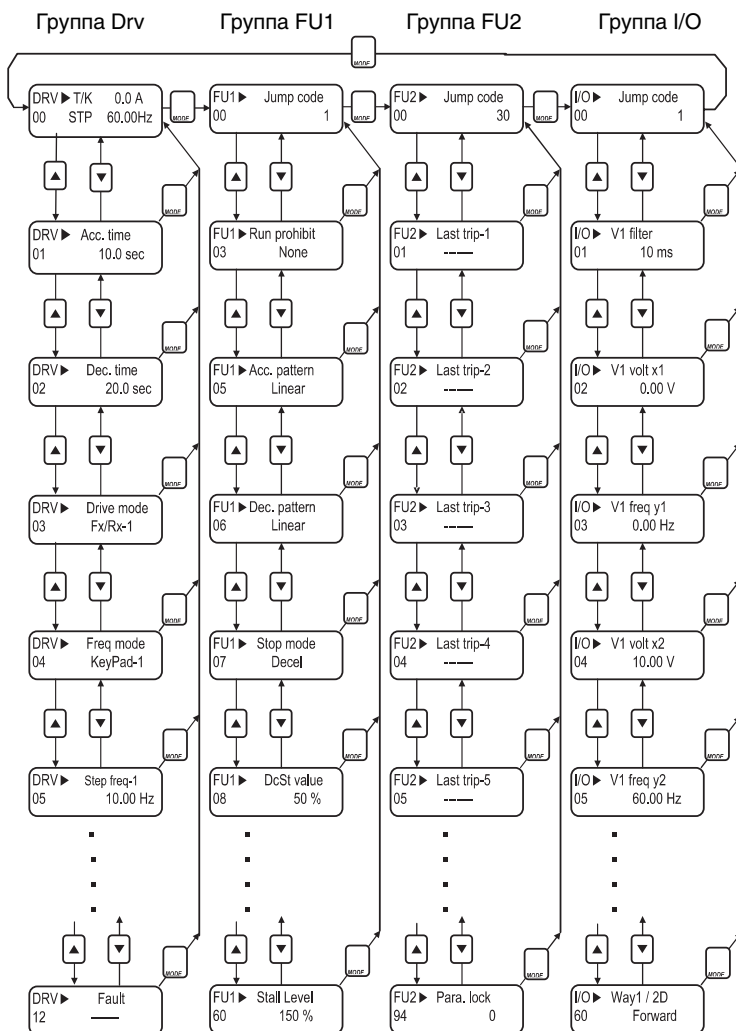 Группа Drv Группа FU1 Группа FU2 Группа I/O
MODE
DRV ▶ T/K 0.0 A
00 STP 60.00Hz
MODE
FU1 ▶ Jump code
00 1
MODE
FU2 ▶ Jump code
00 30
MODE
I/O ▶ Jump code
00 1
▲ ▼ MODE ▲ ▼ MODE ▲ ▼ MODE ▲ ▼ MODE
DRV ▶ Acc. time
01 10.0 sec
FU1 ▶ Run prohibit
03 None
FU2 ▶ Last trip-1
01 -----
I/O ▶ V1 filter
01 10 ms
▲ ▼ MODE ▲ ▼ MODE ▲ ▼ MODE ▲ ▼ MODE
DRV ▶ Dec. time
02 20.0 sec
FU1 ▶ Acc. pattern
05 Linear
FU2 ▶ Last trip-2
02 -----
I/O ▶ V1 volt x1
02 0.00 V
▲ ▼ MODE ▲ ▼ MODE ▲ ▼ MODE ▲ ▼ MODE
DRV ▶ Drive mode
03 Fx/Rx-1
FU1 ▶ Dec. pattern
06 Linear
FU2 ▶ Last trip-3
03 -----
I/O ▶ V1 freq y1
03 0.00 Hz
▲ ▼ MODE ▲ ▼ MODE ▲ ▼ MODE ▲ ▼ MODE
DRV ▶ Freq mode
04 KeyPad-1
FU1 ▶ Stop mode
07 Decel
FU2 ▶ Last trip-4
04 -----
I/O ▶ V1 volt x2
04 10.00 V
▲ ▼ MODE ▲ ▼ MODE ▲ ▼ MODE ▲ ▼ MODE
DRV ▶ Step freq-1
05 10.00 Hz
FU1 ▶ DcSt value
08 50 %
FU2 ▶ Last trip-5
05 -----
I/O ▶ V1 freq y2
05 60.00 Hz
▲ ▼ MODE ▲ ▼ MODE ▲ ▼ MODE ▲ ▼ MODE
DRV ▶ Fault
12 -----
FU1 ▶ Stall Level
60 150 %
FU2 ▶ Para. lock
94 0
I/O ▶ Way1 / 2D
60 Forward